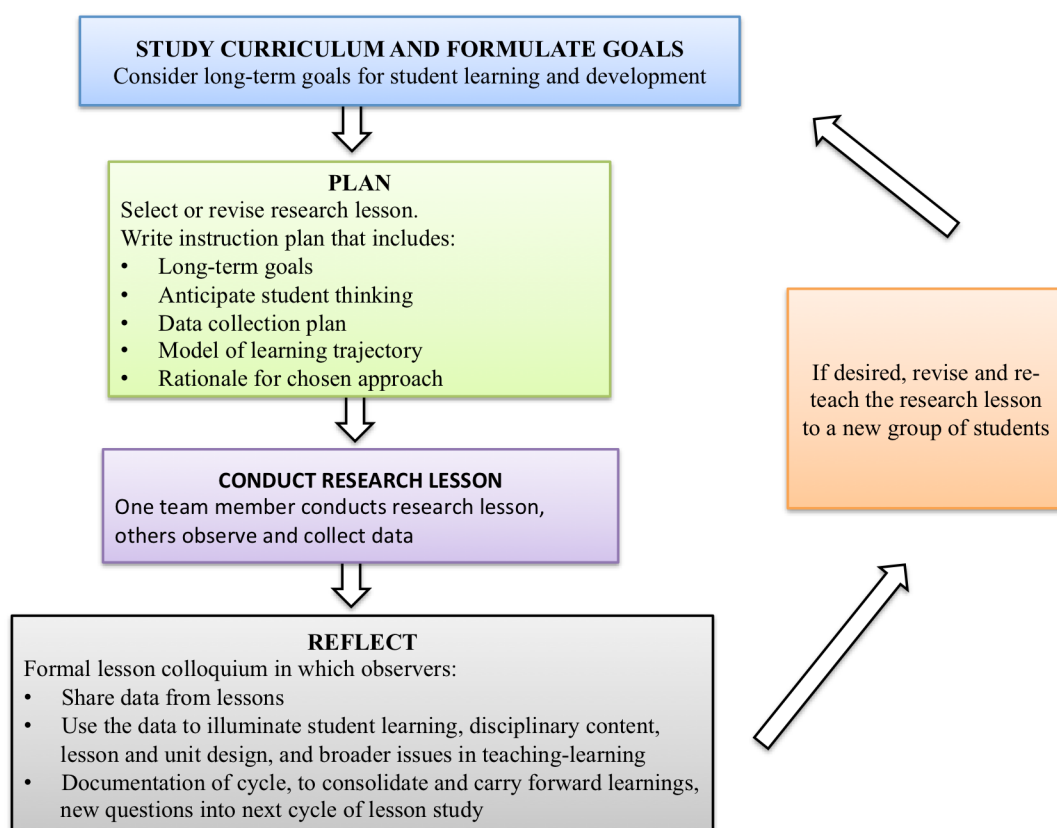 STUDY CURRICULUM AND FORMULATE GOALS
Consider long-term goals for student learning and development
PLAN
Select or revise research lesson.
Write instruction plan that includes:
• Long-term goals
• Anticipate student thinking
• Data collection plan
• Model of learning trajectory
• Rationale for chosen approach
CONDUCT RESEARCH LESSON
One team member conducts research lesson,
others observe and collect data
REFLECT
Formal lesson colloquium in which observers:
• Share data from lessons
• Use the data to illuminate student learning, disciplinary content,
lesson and unit design, and broader issues in teaching-learning
• Documentation of cycle, to consolidate and carry forward learnings,
new questions into next cycle of lesson study
If desired, revise and re-
teach the research lesson
to a new group of students